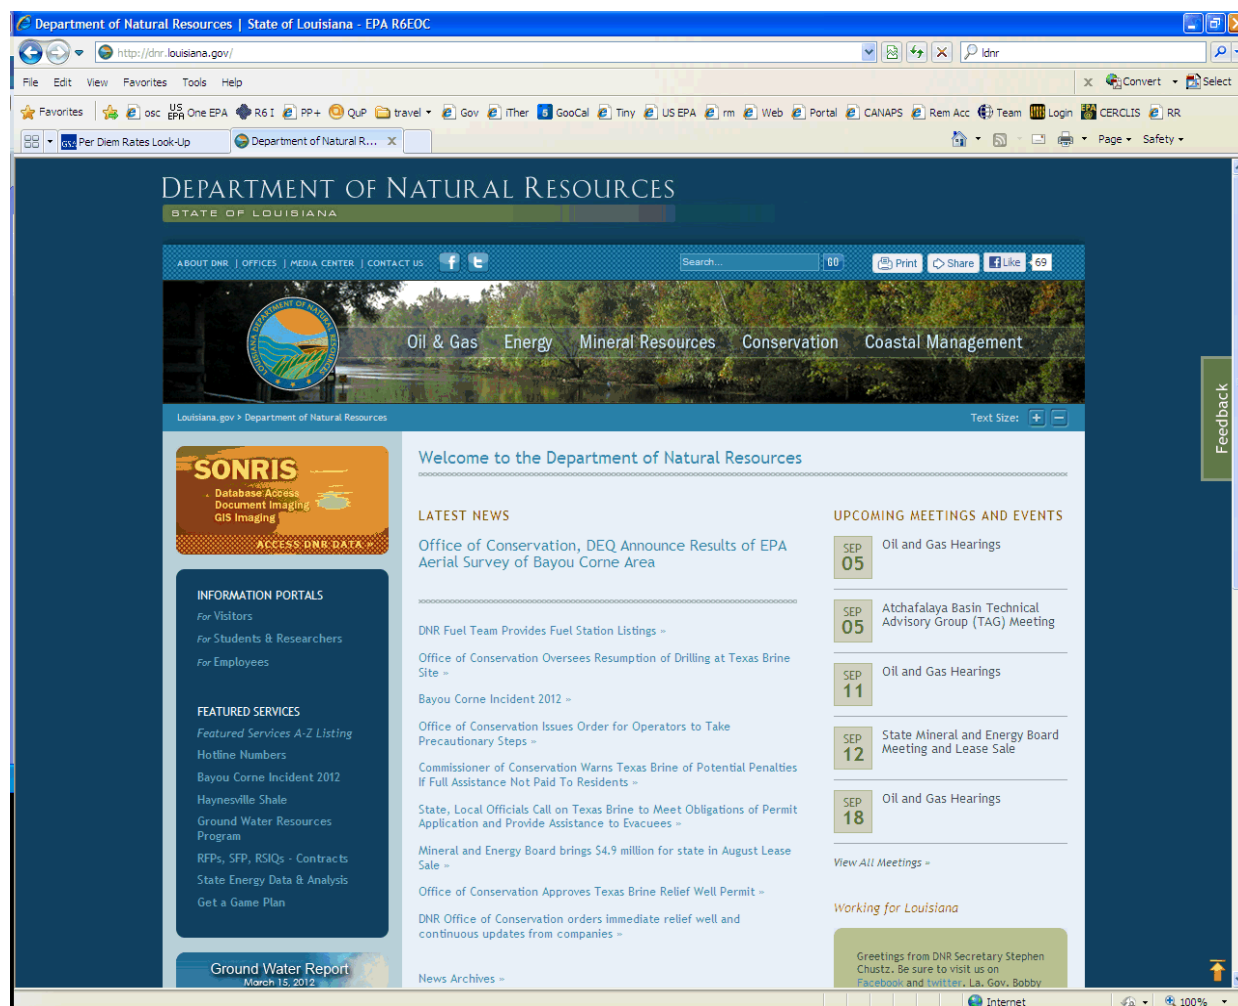 Department of Natural Resources | State of Louisiana - EPA R6EOC
http://dnr.louisiana.gov/
ldnr
File Edit View Favorites Tools Help
x Convert Select
Favorites osc US EPA One EPA R6 I PP+ QuP travel Gov iTher GooCal Tiny US EPA rm Web Portal CANAPS Rem Acc Team Login CERCLIS RR
GSA Per Diem Rates Look-Up Department of Natural R... X
Page Safety
DEPARTMENT OF NATURAL RESOURCES
STATE OF LOUISIANA
ABOUT DNR | OFFICES | MEDIA CENTER | CONTACT US
Search... GO Print Share Like 69
LOUISIANA DEPARTMENT OF NATURAL RESOURCES
Oil & Gas Energy Mineral Resources Conservation Coastal Management
Louisiana.gov > Department of Natural Resources
Text Size: + −
Feedback
SONRIS
Database Access
Document Imaging
GIS Imaging
ACCESS DNR DATA »
INFORMATION PORTALS
For Visitors
For Students & Researchers
For Employees
FEATURED SERVICES
Featured Services A-Z Listing
Hotline Numbers
Bayou Corne Incident 2012
Haynesville Shale
Ground Water Resources
Program
RFPs, SFP, RSIQs - Contracts
State Energy Data & Analysis
Get a Game Plan
Ground Water Report
March 15, 2012
Welcome to the Department of Natural Resources
LATEST NEWS
Office of Conservation, DEQ Announce Results of EPA
Aerial Survey of Bayou Corne Area
DNR Fuel Team Provides Fuel Station Listings »
Office of Conservation Oversees Resumption of Drilling at Texas Brine
Site »
Bayou Corne Incident 2012 »
Office of Conservation Issues Order for Operators to Take
Precautionary Steps »
Commissioner of Conservation Warns Texas Brine of Potential Penalties
If Full Assistance Not Paid To Residents »
State, Local Officials Call on Texas Brine to Meet Obligations of Permit
Application and Provide Assistance to Evacuees »
Mineral and Energy Board brings $4.9 million for state in August Lease
Sale »
Office of Conservation Approves Texas Brine Relief Well Permit »
DNR Office of Conservation orders immediate relief well and
continuous updates from companies »
News Archives »
UPCOMING MEETINGS AND EVENTS
SEP
05
Oil and Gas Hearings
SEP
05
Atchafalaya Basin Technical
Advisory Group (TAG) Meeting
SEP
11
Oil and Gas Hearings
SEP
12
State Mineral and Energy Board
Meeting and Lease Sale
SEP
18
Oil and Gas Hearings
View All Meetings »
Working for Louisiana
Greetings from DNR Secretary Stephen
Chustz. Be sure to visit us on
Facebook and twitter. La. Gov. Bobby
Internet 100%